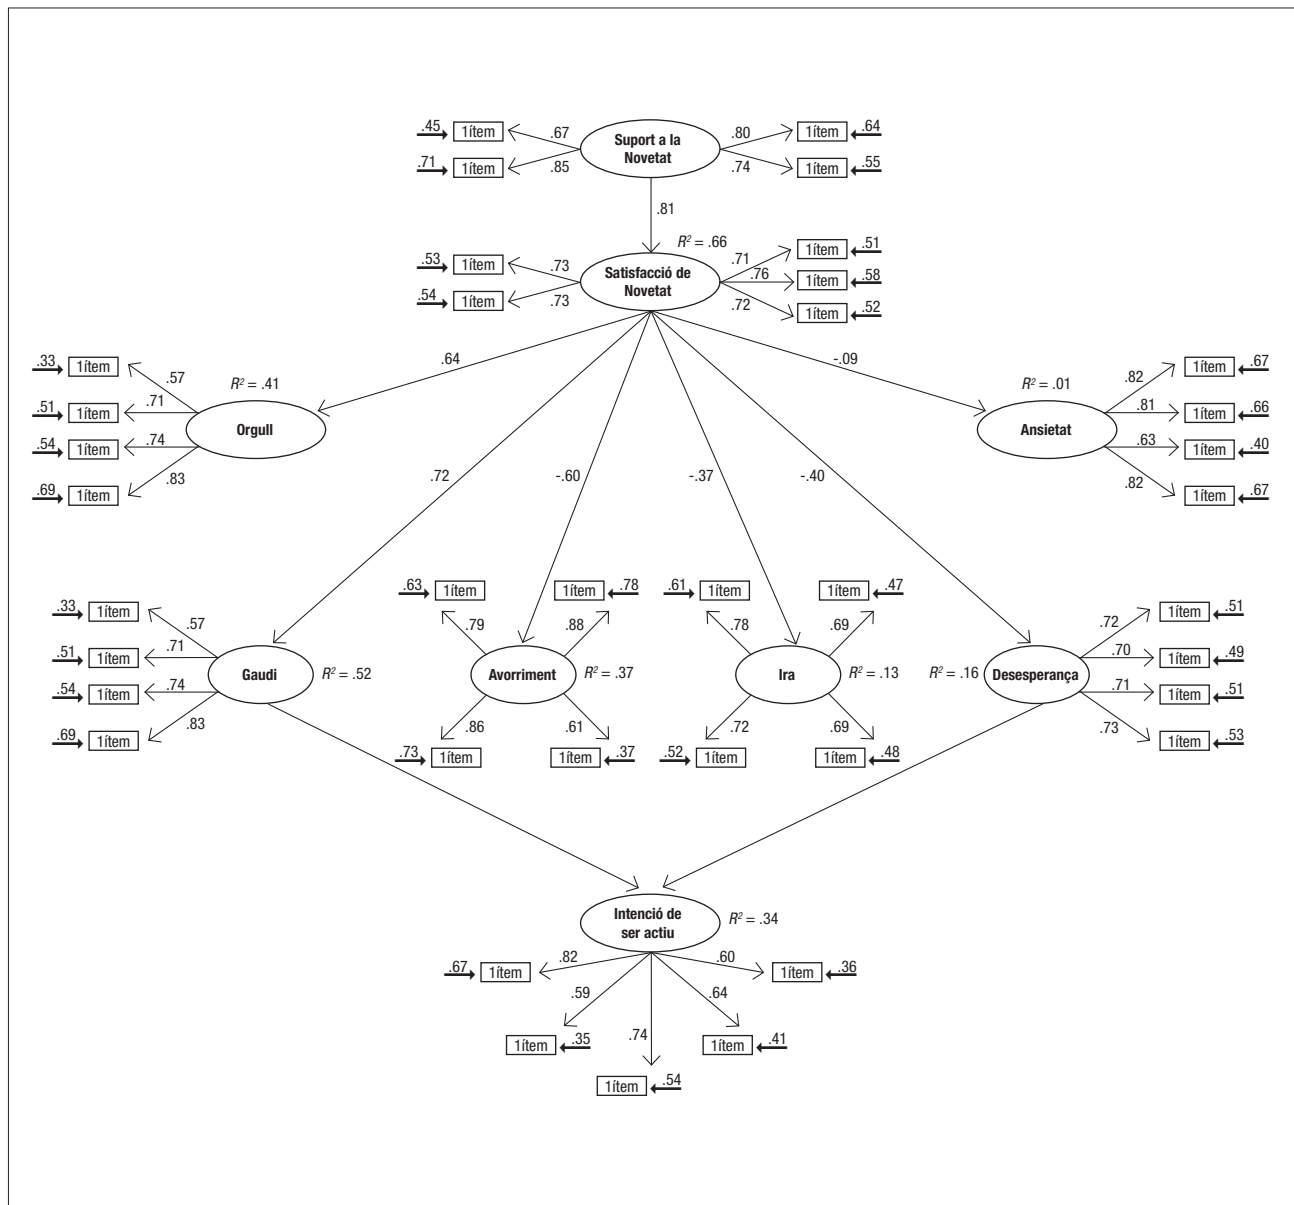 .45 1ítem .67 Suport a la .80 1ítem .64
.71 1ítem .85 Novetat .74 1ítem .55
.81
R² = .66
.53 1ítem .73 Satisfacció de .71 1ítem .51
.54 1ítem .73 Novetat .76 1ítem .58
.72 1ítem .52
.64 -.09
.33 1ítem .57 R² = .41
.51 1ítem .71 Orgull
.54 1ítem .74
.69 1ítem .83
R² = .01 .82 1ítem .67
Ansietat .81 1ítem .66
.63 1ítem .40
.82 1ítem .67
.72 -.60 -.37 -.40
.33 1ítem .57
.51 1ítem .71 Gaudi R² = .52
.54 1ítem .74
.69 1ítem .83
.63 1ítem .79 .88 1ítem .78
Avorriment R² = .37
.73 1ítem .86 .61 1ítem .37
.61 1ítem .78 .69 1ítem .47
Ira R² = .13
.52 1ítem .72 .69 1ítem .48
.72 1ítem .51
R² = .16 Desesperança .70 1ítem .49
.71 1ítem .51
.73 1ítem .53
Intenció de
ser actiu R² = .34
.67 1ítem .82 .60 1ítem .36
.59 .64
1ítem .35 .74 1ítem .41
1ítem .54